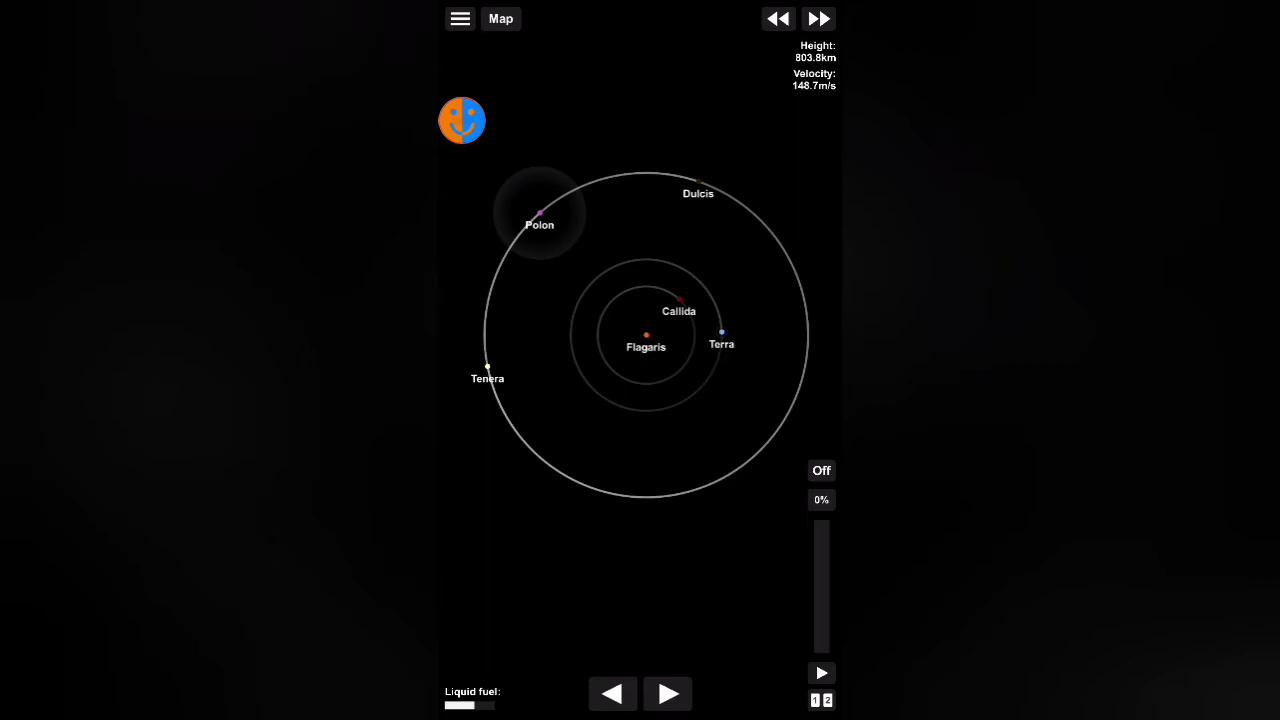 Map
Height:
803.8km
Velocity:
148.7m/s
Dulcis
Polon
Callida
Flagaris
Terra
Tenera
Off
0%
Liquid fuel:
1 2